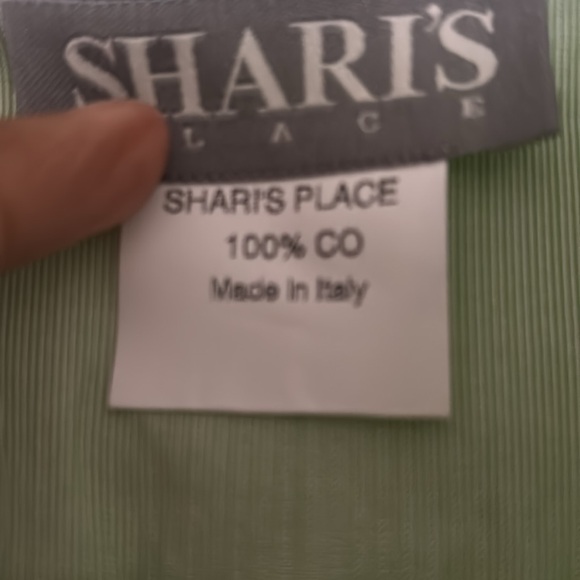 SHARI'S
LACE
SHARI'S PLACE
100% CO
Made in Italy